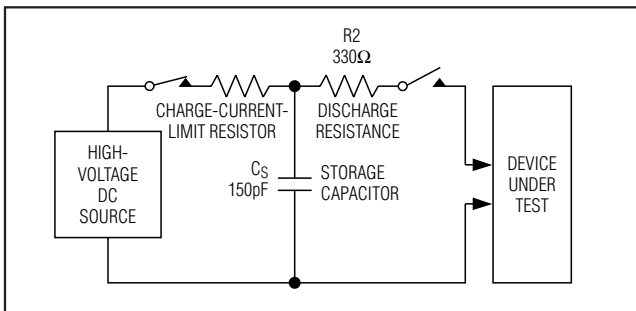 R2
330Ω
CHARGE-CURRENT-
LIMIT RESISTOR
DISCHARGE
RESISTANCE
HIGH-
VOLTAGE
DC
SOURCE
CS
150pF
STORAGE
CAPACITOR
DEVICE
UNDER
TEST